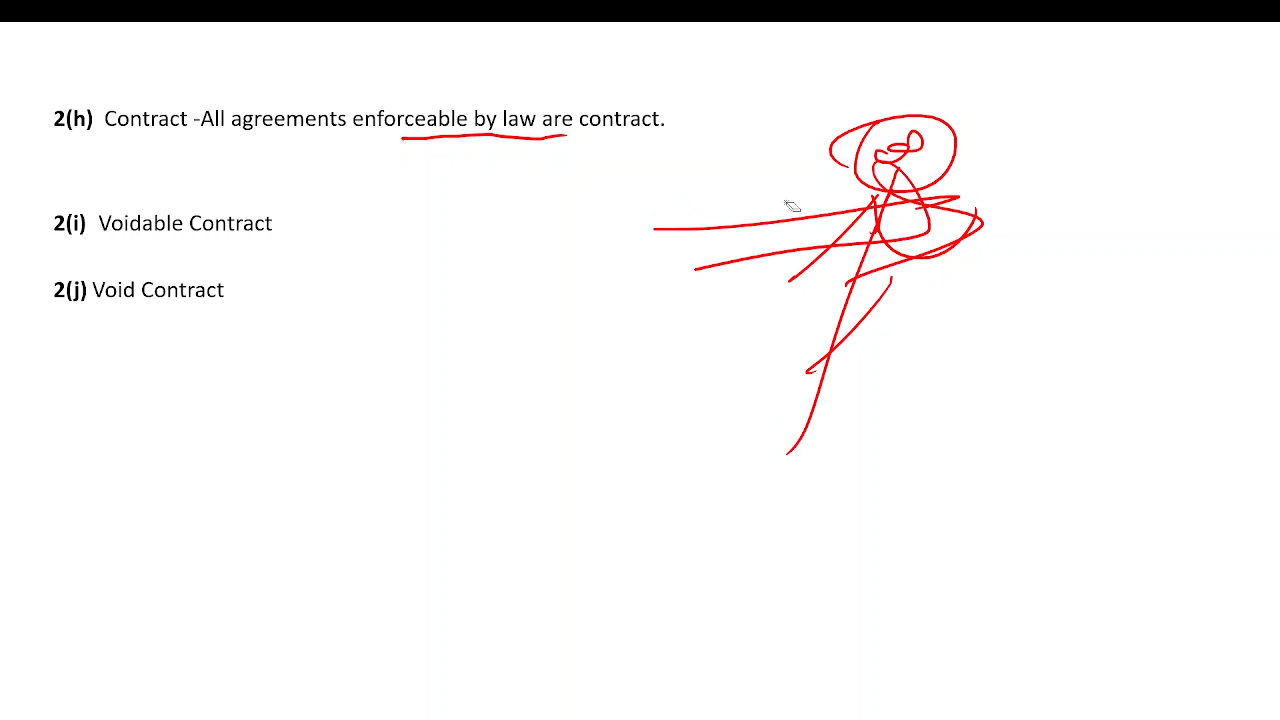 2(h) Contract -All agreements enforceable by law are contract.
2(i) Voidable Contract
2(j) Void Contract